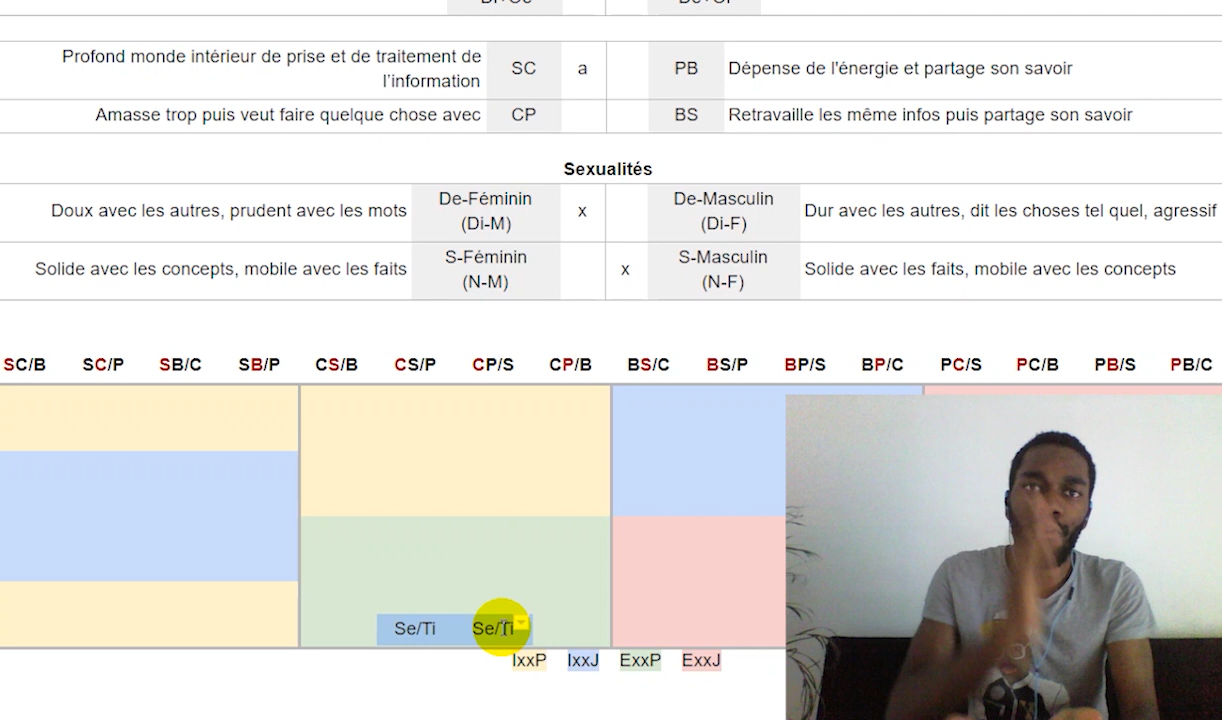 Profond monde intérieur de prise et de traitement de l'information SC a PB Dépense de l'énergie et partage son savoir
Amasse trop puis veut faire quelque chose avec CP BS Retravaille les même infos puis partage son savoir
Sexualités
Doux avec les autres, prudent avec les mots De-Féminin (Di-M) x De-Masculin (Di-F) Dur avec les autres, dit les choses tel quel, agressif
Solide avec les concepts, mobile avec les faits S-Féminin (N-M) x S-Masculin (N-F) Solide avec les faits, mobile avec les concepts
SC/B SC/P SB/C SB/P CS/B CS/P CP/S CP/B BS/C BS/P BP/S BP/C PC/S PC/B PB/S PB/C
Se/Ti Se/Ti
IxxP IxxJ ExxP ExxJ